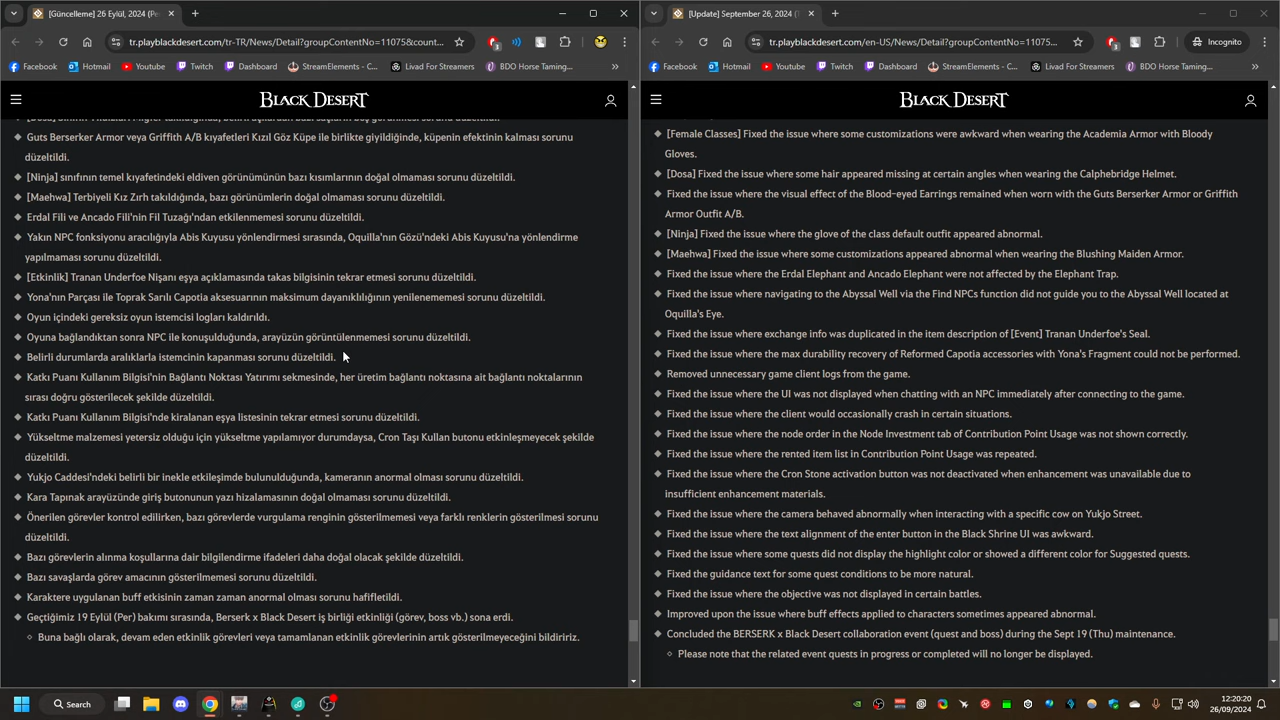 [Güncelleme] 26 Eylül, 2024 (Pe
tr.playblackdesert.com/tr-TR/News/Detail?groupContentNo=11075&count...
Facebook
Hotmail
Youtube
Twitch
Dashboard
StreamElements - C...
Livad For Streamers
BDO Horse Taming...
BLACK DESERT
Guts Berserker Armor veya Griffith A/B kıyafetleri Kızıl Göz Küpe ile birlikte giyildiğinde, küpenin efektinin kalması sorunu
düzeltildi.
[Ninja] sınıfının temel kıyafetindeki eldiven görünümünün bazı kısımlarının doğal olmaması sorunu düzeltildi.
[Maehwa] Terbiyeli Kız Zırh takıldığında, bazı görünümlerin doğal olmaması sorunu düzeltildi.
Erdal Fili ve Ancado Fili'nin Fil Tuzağı'ndan etkilenmemesi sorunu düzeltildi.
Yakın NPC fonksiyonu aracılığıyla Abis Kuyusu yönlendirmesi sırasında, Oquilla'nın Gözü'ndeki Abis Kuyusu'na yönlendirme
yapılmaması sorunu düzeltildi.
[Etkinlik] Tranan Underfoe Nişanı eşya açıklamasında takas bilgisinin tekrar etmesi sorunu düzeltildi.
Yona'nın Parçası ile Toprak Sarılı Capotia aksesuarının maksimum dayanıklılığının yenilenememesi sorunu düzeltildi.
Oyun içindeki gereksiz oyun istemcisi logları kaldırıldı.
Oyuna bağlandıktan sonra NPC ile konuşulduğunda, arayüzün görüntülenmemesi sorunu düzeltildi.
Belirli durumlarda aralıklarla istemcinin kapanması sorunu düzeltildi.
Katkı Puanı Kullanım Bilgisi'nin Bağlantı Noktası Yatırımı sekmesinde, her üretim bağlantı noktasına ait bağlantı noktalarının
sırası doğru gösterilecek şekilde düzeltildi.
Katkı Puanı Kullanım Bilgisi'nde kiralanan eşya listesinin tekrar etmesi sorunu düzeltildi.
Yükseltme malzemesi yetersiz olduğu için yükseltme yapılamıyor durumdaysa, Cron Taşı Kullan butonu etkinleşmeyecek şekilde
düzeltildi.
Yukjo Caddesi'ndeki belirli bir inekle etkileşimde bulunulduğunda, kameranın anormal olması sorunu düzeltildi.
Kara Tapınak arayüzünde giriş butonunun yazı hizalamasının doğal olmaması sorunu düzeltildi.
Önerilen görevler kontrol edilirken, bazı görevlerde vurgulama renginin gösterilmemesi veya farklı renklerin gösterilmesi sorunu
düzeltildi.
Bazı görevlerin alınma koşullarına dair bilgilendirme ifadeleri daha doğal olacak şekilde düzeltildi.
Bazı savaşlarda görev amacının gösterilmemesi sorunu düzeltildi.
Karaktere uygulanan buff etkisinin zaman zaman anormal olması sorunu hafifletildi.
Geçtiğimiz 19 Eylül (Per) bakımı sırasında, Berserk x Black Desert iş birliği etkinliği (görev, boss vb.) sona erdi.
Buna bağlı olarak, devam eden etkinlik görevleri veya tamamlanan etkinlik görevlerinin artık gösterilmeyeceğini bildiririz.
[Update] September 26, 2024 (T
tr.playblackdesert.com/en-US/News/Detail?groupContentNo=11075...
Incognito
Facebook
Hotmail
Youtube
Twitch
Dashboard
StreamElements - C...
Livad For Streamers
BDO Horse Taming...
BLACK DESERT
[Female Classes] Fixed the issue where some customizations were awkward when wearing the Academia Armor with Bloody
Gloves.
[Dosa] Fixed the issue where some hair appeared missing at certain angles when wearing the Calphebridge Helmet.
Fixed the issue where the visual effect of the Blood-eyed Earrings remained when worn with the Guts Berserker Armor or Griffith
Armor Outfit A/B.
[Ninja] Fixed the issue where the glove of the class default outfit appeared abnormal.
[Maehwa] Fixed the issue where some customizations appeared abnormal when wearing the Blushing Maiden Armor.
Fixed the issue where the Erdal Elephant and Ancado Elephant were not affected by the Elephant Trap.
Fixed the issue where navigating to the Abyssal Well via the Find NPCs function did not guide you to the Abyssal Well located at
Oquilla's Eye.
Fixed the issue where exchange info was duplicated in the item description of [Event] Tranan Underfoe's Seal.
Fixed the issue where the max durability recovery of Reformed Capotia accessories with Yona's Fragment could not be performed.
Removed unnecessary game client logs from the game.
Fixed the issue where the UI was not displayed when chatting with an NPC immediately after connecting to the game.
Fixed the issue where the client would occasionally crash in certain situations.
Fixed the issue where the node order in the Node Investment tab of Contribution Point Usage was not shown correctly.
Fixed the issue where the rented item list in Contribution Point Usage was repeated.
Fixed the issue where the Cron Stone activation button was not deactivated when enhancement was unavailable due to
insufficient enhancement materials.
Fixed the issue where the camera behaved abnormally when interacting with a specific cow on Yukjo Street.
Fixed the issue where the text alignment of the enter button in the Black Shrine UI was awkward.
Fixed the issue where some quests did not display the highlight color or showed a different color for Suggested quests.
Fixed the guidance text for some quest conditions to be more natural.
Fixed the issue where the objective was not displayed in certain battles.
Improved upon the issue where buff effects applied to characters sometimes appeared abnormal.
Concluded the BERSERK x Black Desert collaboration event (quest and boss) during the Sept 19 (Thu) maintenance.
Please note that the related event quests in progress or completed will no longer be displayed.
Search
12:20:20
26/09/2024